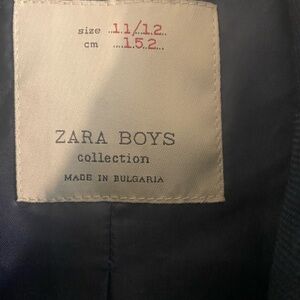 size ..11/12..
cm ....152...
ZARA BOYS
collection
MADE IN BULGARIA